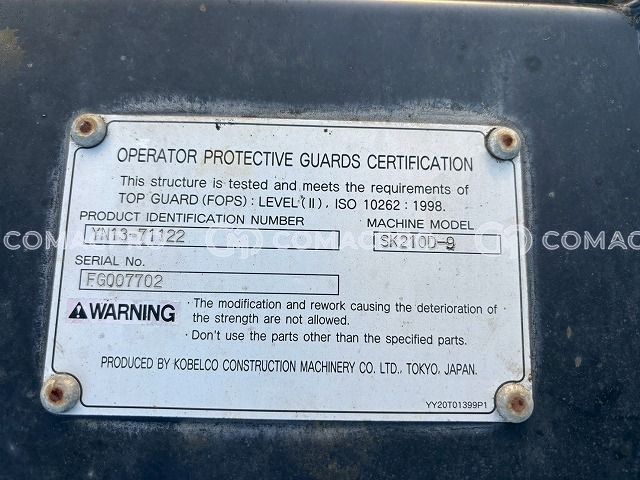 OPERATOR PROTECTIVE GUARDS CERTIFICATION
This structure is tested and meets the requirements of
TOP GUARD (FOPS) : LEVEL (II), ISO 10262 : 1998.
PRODUCT IDENTIFICATION NUMBER MACHINE MODEL
YN13-71122 SK210D-9
COMA COMAC COMAC
SERIAL No.
FG007702
WARNING
· The modification and rework causing the deterioration of
the strength are not allowed.
· Don't use the parts other than the specified parts.
PRODUCED BY KOBELCO CONSTRUCTION MACHINERY CO. LTD., TOKYO, JAPAN.
YY20T01399P1